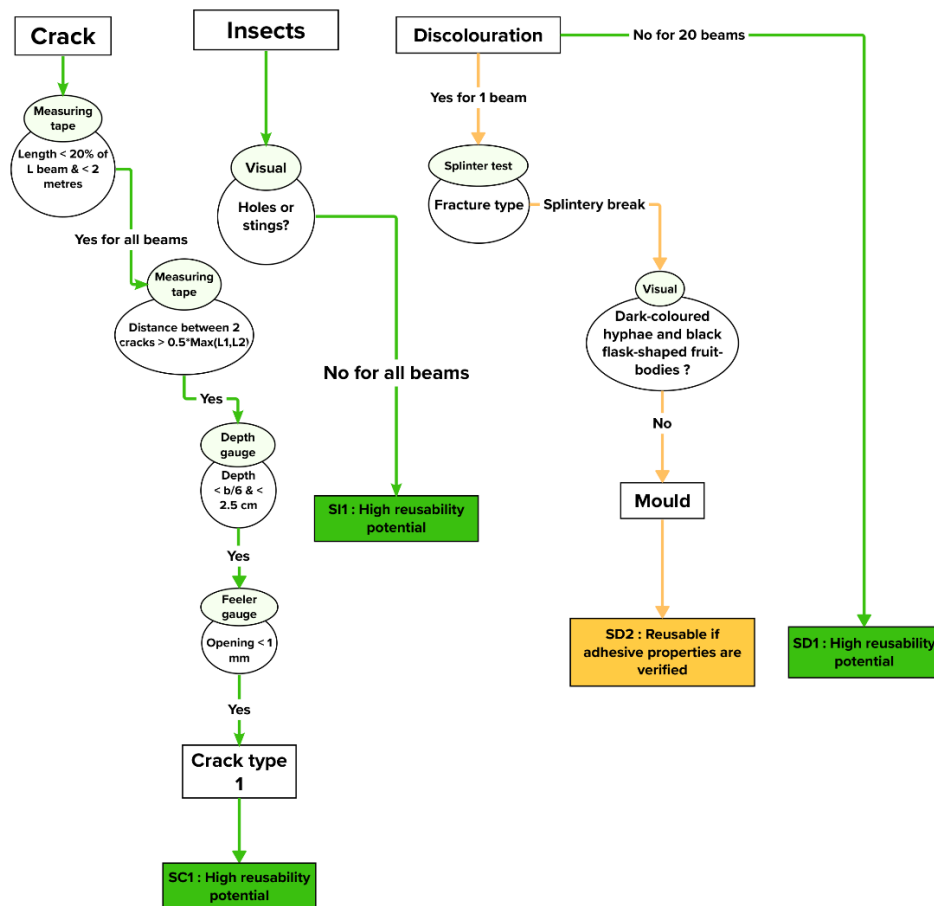 Crack
Measuring
tape
Length < 20% of
L beam & < 2
metres
Yes for all beams
Measuring
tape
Distance between 2
cracks > 0.5*Max(L1,L2)
Yes
Depth
gauge
Depth
< b/6 & <
2.5 cm
Yes
Feeler
gauge
Opening < 1
mm
Yes
Crack type
1
SC1 : High reusability
potential
Insects
Visual
Holes or
stings?
No for all beams
SI1 : High reusability
potential
Discolouration
Yes for 1 beam
Splinter test
Fracture type
Splintery break
Visual
Dark-coloured
hyphae and black
flask-shaped fruit-
bodies ?
No
Mould
SD2 : Reusable if
adhesive properties are
verified
No for 20 beams
SD1 : High reusability
potential